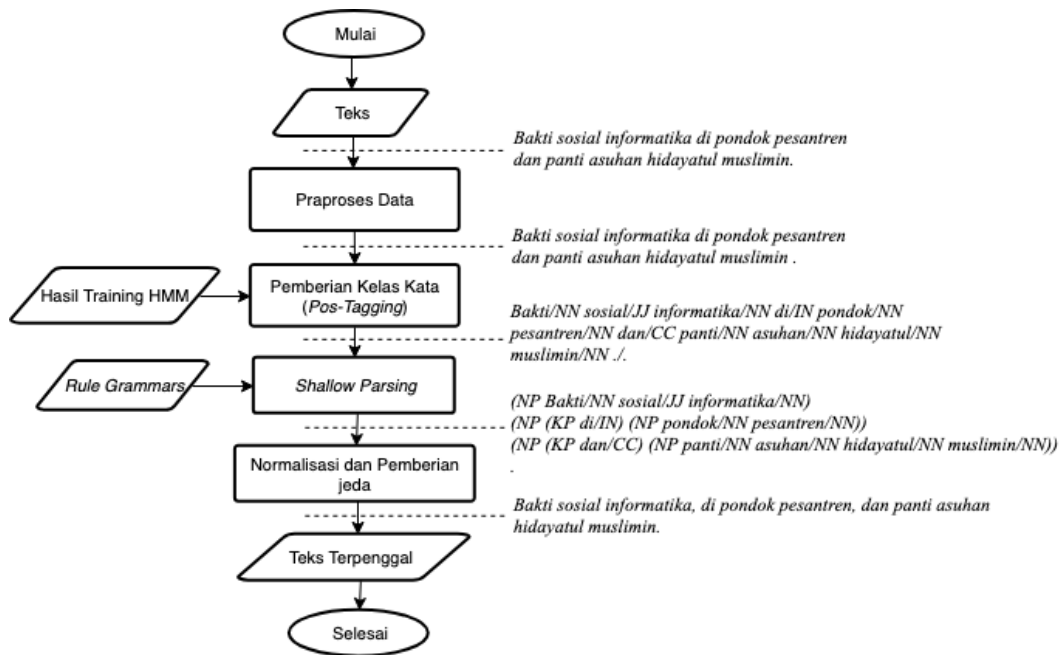 Mulai
Teks
Bakti sosial informatika di pondok pesantren
dan panti asuhan hidayatul muslimin.
Praproses Data
Bakti sosial informatika di pondok pesantren
dan panti asuhan hidayatul muslimin .
Hasil Training HMM
Pemberian Kelas Kata
(Pos-Tagging)
Bakti/NN sosial/JJ informatika/NN di/IN pondok/NN
pesantren/NN dan/CC panti/NN asuhan/NN hidayatul/NN
muslimin/NN ./.
Rule Grammars
Shallow Parsing
(NP Bakti/NN sosial/JJ informatika/NN)
(NP (KP di/IN) (NP pondok/NN pesantren/NN))
(NP (KP dan/CC) (NP panti/NN asuhan/NN hidayatul/NN muslimin/NN))
.
Normalisasi dan Pemberian
jeda
Bakti sosial informatika, di pondok pesantren, dan panti asuhan
hidayatul muslimin.
Teks Terpenggal
Selesai